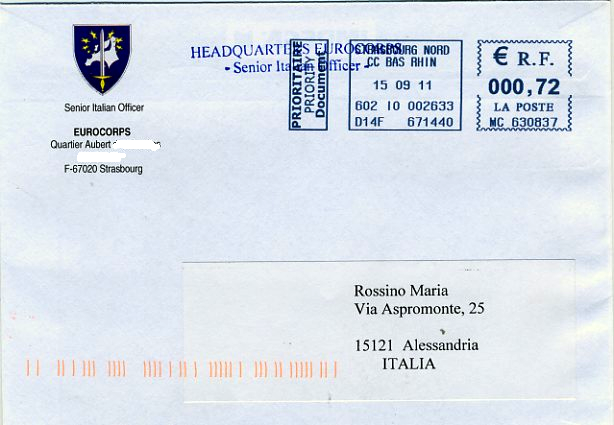 Senior Italian Officer
EUROCORPS
Quartier Aubert
F-67020 Strasbourg
HEADQUARTERS EUROCORPS
- Senior Italian Officer -
PRIORITAIRE
PRIORITY
Document
STRASBOURG NORD
CC BAS RHIN
15 09 11
602 IO 002633
D14F 671440
€ R.F.
000,72
LA POSTE
MC 630837
Rossino Maria
Via Aspromonte, 25
15121 Alessandria
ITALIA